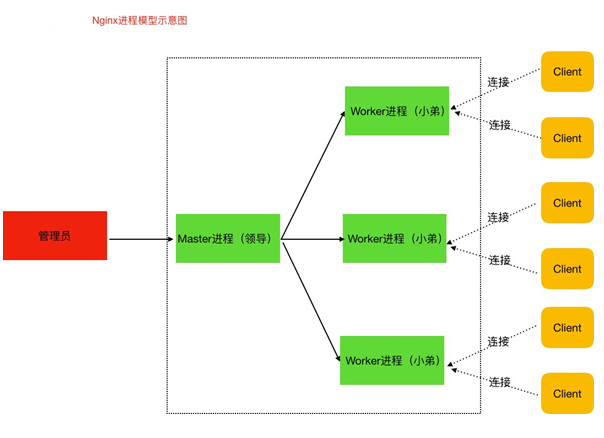 Nginx进程模型示意图
Client
连接
Worker进程（小弟）
连接
Client
Client
连接
管理员
Master进程（领导）
Worker进程（小弟）
连接
Client
Client
连接
Worker进程（小弟）
连接
Client